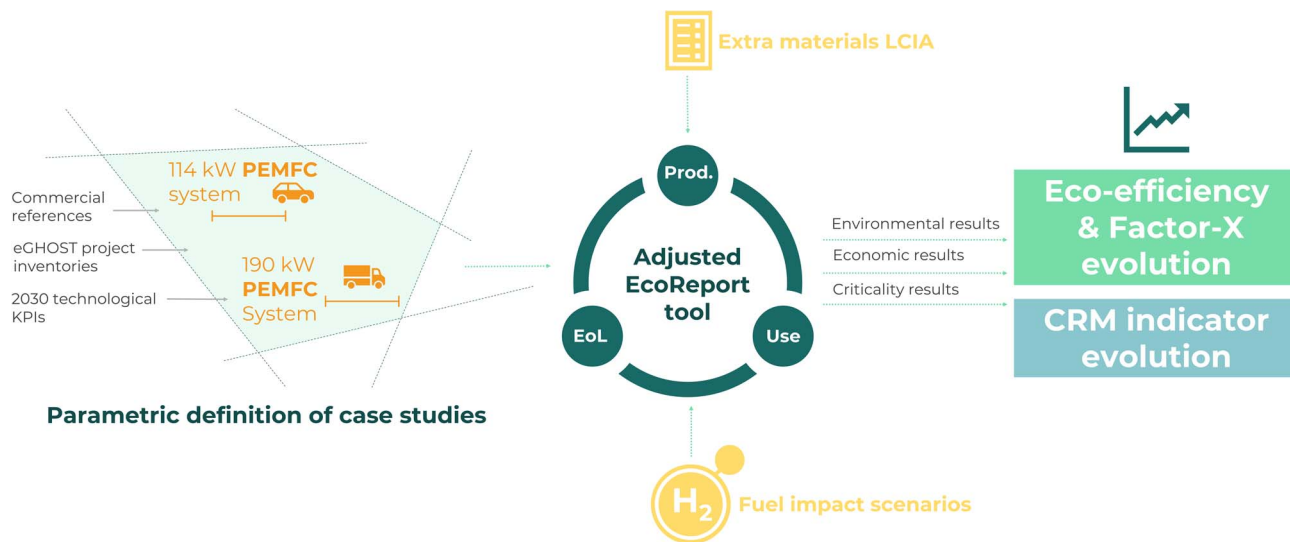 Extra materials LCIA
114 kW PEMFC
system
Commercial
references
eGHOST project
inventories
2030 technological
KPIs
190 kW
PEMFC
System
Parametric definition of case studies
Prod.
Adjusted
EcoReport
tool
EoL
Use
Environmental results
Economic results
Criticality results
Eco-efficiency
& Factor-X
evolution
CRM indicator
evolution
H2
Fuel impact scenarios